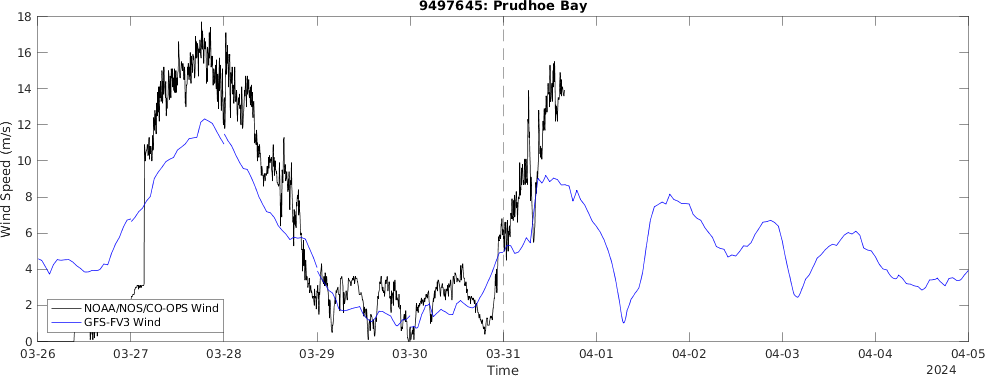 9497645: Prudhoe Bay
18
16
14
12
10
8
6
4
2
0
Wind Speed (m/s)
NOAA/NOS/CO-OPS Wind
GFS-FV3 Wind
03-26 03-27 03-28 03-29 03-30 03-31 04-01 04-02 04-03 04-04 04-05
Time
2024